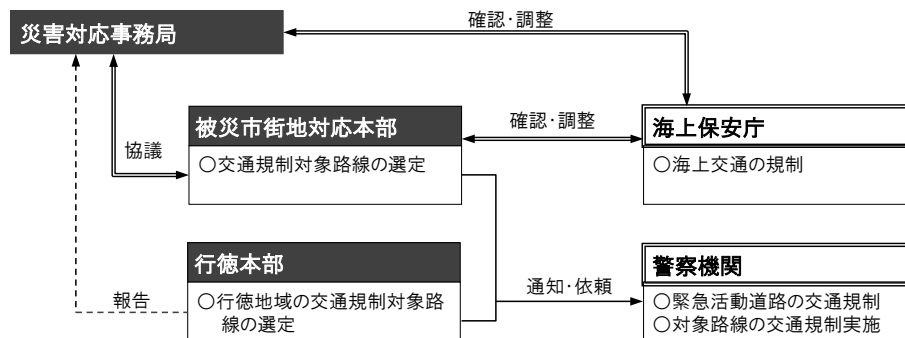 確認･調整
災害対応事務局
被災市街地対応本部
確認･調整
海上保安庁
協議
○交通規制対象路線の選定
○海上交通の規制
行徳本部
警察機関
報告
○行徳地域の交通規制対象路
線の選定
通知･依頼
○緊急活動道路の交通規制
○対象路線の交通規制実施